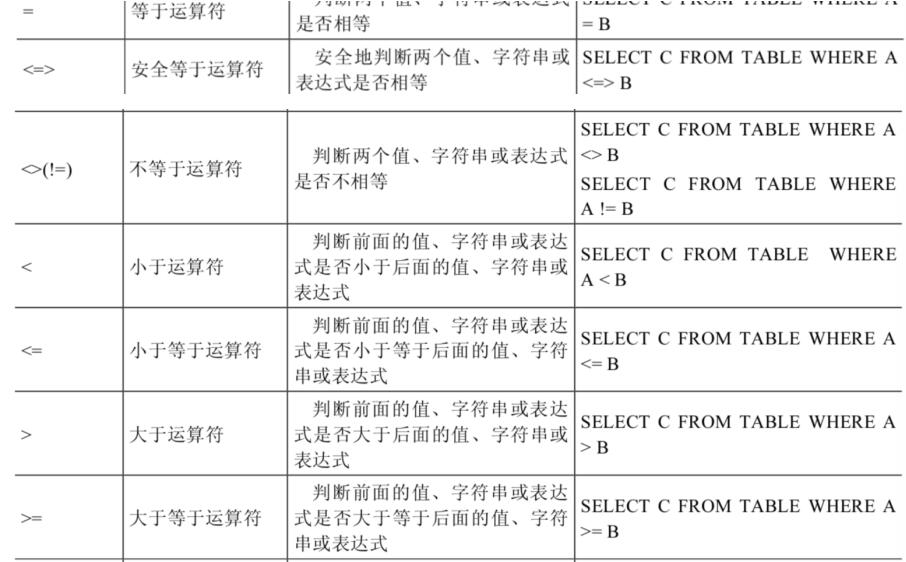 =
等于运算符
是否相等
= B
<=>
安全等于运算符
安全地判断两个值、字符串或
表达式是否相等
SELECT C FROM TABLE WHERE A
<=> B
<>(!=)
不等于运算符
判断两个值、字符串或表达式
是否不相等
SELECT C FROM TABLE WHERE A
<> B
SELECT C FROM TABLE WHERE
A != B
<
小于运算符
判断前面的值、字符串或表达
式是否小于后面的值、字符串或
表达式
SELECT C FROM TABLE WHERE
A < B
<=
小于等于运算符
判断前面的值、字符串或表达
式是否小于等于后面的值、字符
串或表达式
SELECT C FROM TABLE WHERE A
<= B
>
大于运算符
判断前面的值、字符串或表达
式是否大于后面的值、字符串或
表达式
SELECT C FROM TABLE WHERE A
> B
>=
大于等于运算符
判断前面的值、字符串或表达
式是否大于等于后面的值、字符
串或表达式
SELECT C FROM TABLE WHERE A
>= B